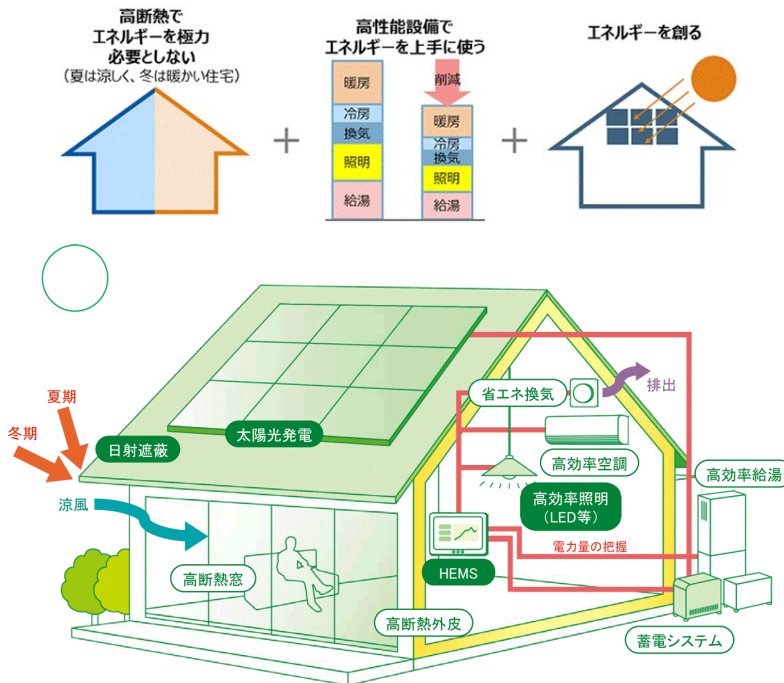 高断熱で
エネルギーを極力
必要としない
(夏は涼しく、冬は暖かい住宅)
高性能設備で
エネルギーを上手に使う
エネルギーを創る
暖房
冷房
換気
照明
給湯
削減
暖房
冷房
換気
照明
給湯
夏期
冬期
日射遮蔽
太陽光発電
省エネ換気
排出
高効率空調
高効率給湯
涼風
高効率照明
(LED等)
電力量の把握
高断熱窓
HEMS
高断熱外皮
蓄電システム